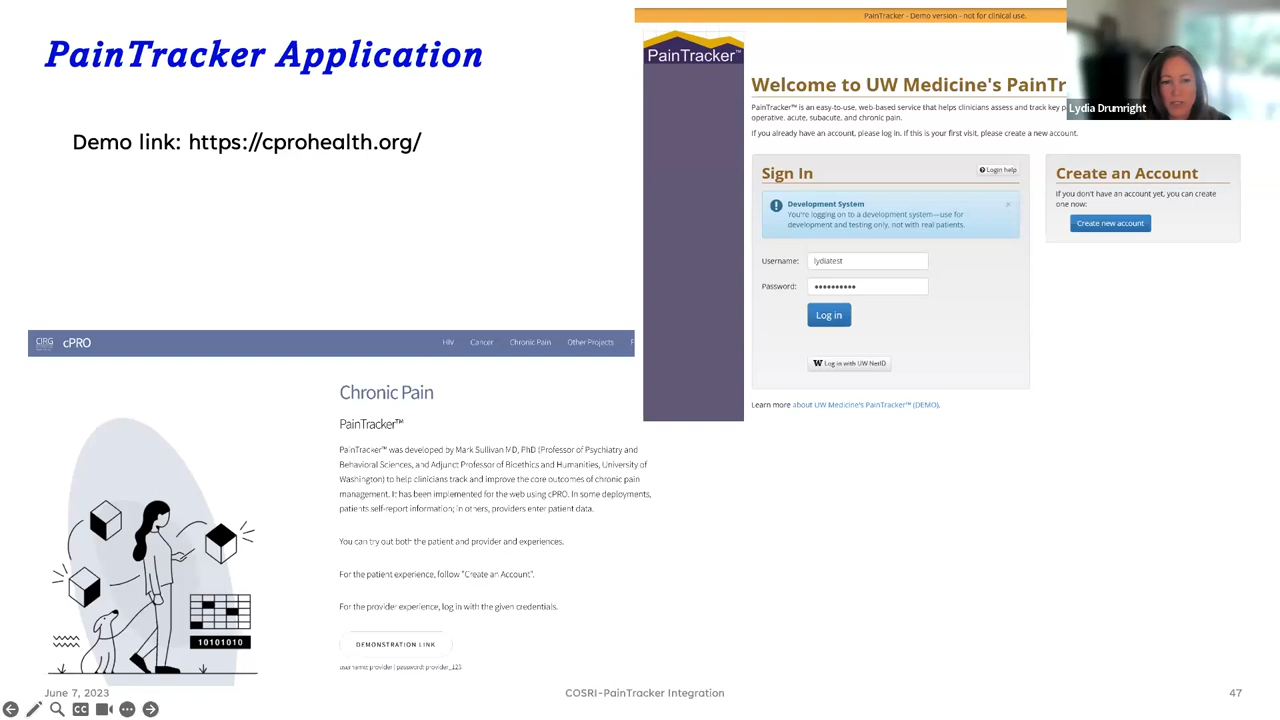 PainTracker Application
Demo link: https://cprohealth.org/
PainTracker - Demo version - not for clinical use.
PainTracker™
Welcome to UW Medicine's PainTr
PainTracker™ is an easy-to-use, web-based service that helps clinicians assess and track key p
operative, acute, subacute, and chronic pain.
If you already have an account, please log in. If this is your first visit, please create a new account.
Lydia Drumright
Sign In
Login help
Development System
You're logging on to a development system—use for
development and testing only, not with real patients.
×
Username: lydiatest
Password: ••••••••••
Log in
W Log in with UW NetID
Learn more about UW Medicine's PainTracker™ (DEMO).
Create an Account
If you don't have an account yet, you can create
one now:
Create new account
CIRG cPRO HIV Cancer Chronic Pain Other Projects
Chronic Pain
PainTracker™
PainTracker™ was developed by Mark Sullivan MD, PhD (Professor of Psychiatry and
Behavioral Sciences, and Adjunct Professor of Bioethics and Humanities, University of
Washington) to help clinicians track and improve the core outcomes of chronic pain
management. It has been implemented for the web using cPRO. In some deployments,
patients self-report information; in others, providers enter patient data.
You can try out both the patient and provider and experiences.
For the patient experience, follow "Create an Account".
For the provider experience, log in with the given credentials.
DEMONSTRATION LINK
username: provider | password: provider_123
10101010
June 7, 2023
COSRI-PainTracker Integration
47
CC